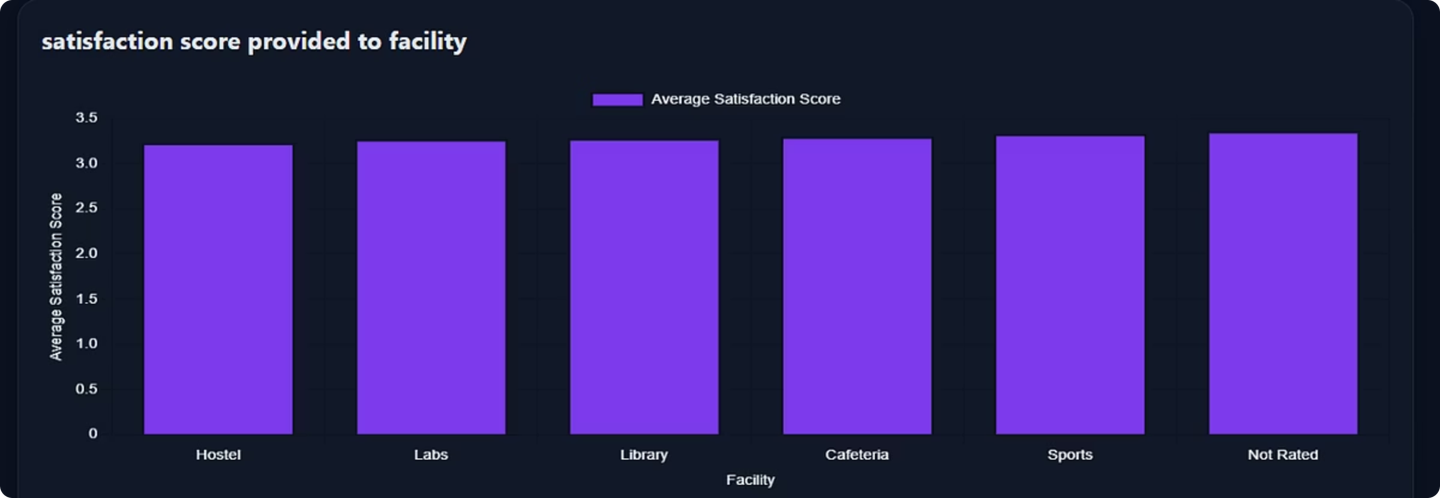 satisfaction score provided to facility
Average Satisfaction Score
3.5
3.0
2.5
2.0
1.5
1.0
0.5
0
Average Satisfaction Score
Hostel Labs Library Cafeteria Sports Not Rated
Facility